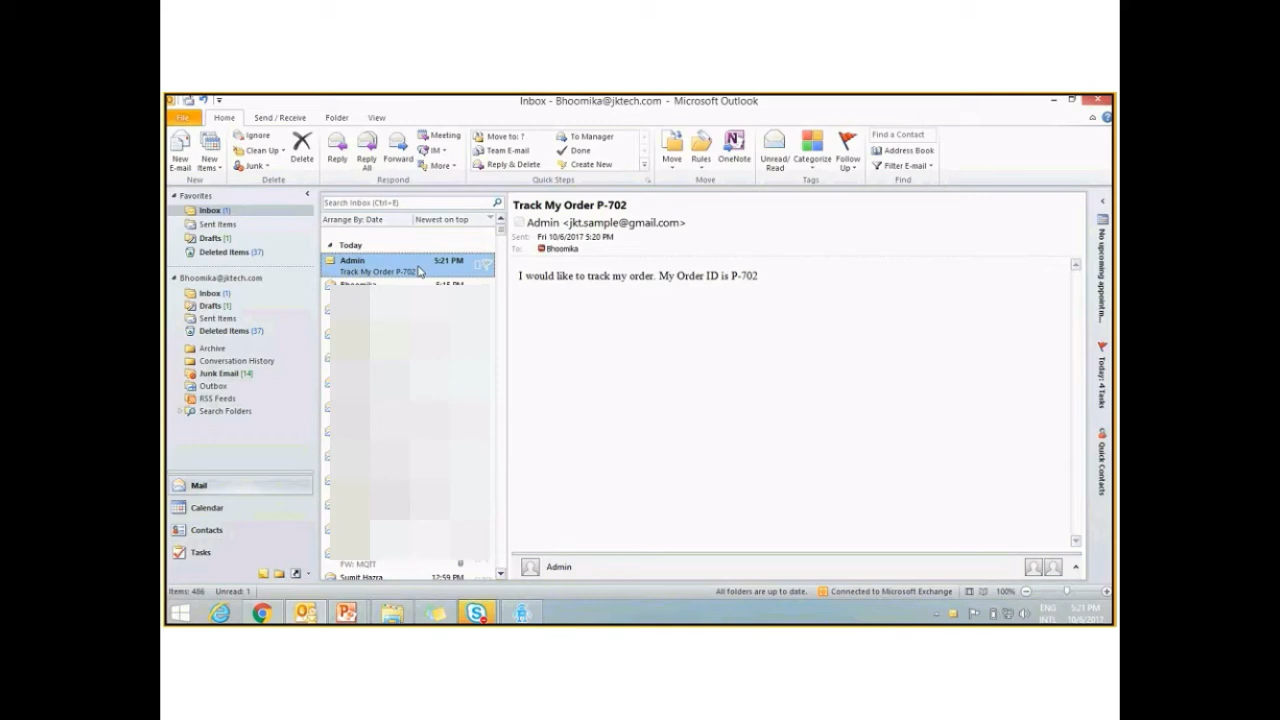 Inbox - Bhoomika@jktech.com - Microsoft Outlook
File Home Send / Receive Folder View
Ignore
Clean Up
Junk
New E-mail
New Items
Delete
Reply
Reply All
Forward
Meeting
IM
More
Move to: ?
Team E-mail
Reply & Delete
To Manager
Done
Create New
Move
Rules
OneNote
Unread/ Read
Categorize
Follow Up
Find a Contact
Address Book
Filter E-mail
New Delete Respond Quick Steps Move Tags Find
Favorites
Inbox (1)
Sent Items
Drafts [1]
Deleted Items (37)
Bhoomika@jktech.com
Inbox (1)
Drafts [1]
Sent Items
Deleted Items (37)
Archive
Conversation History
Junk Email [14]
Outbox
RSS Feeds
Search Folders
Mail
Calendar
Contacts
Tasks
Search Inbox (Ctrl+E)
Arrange By: Date Newest on top
Today
Admin 5:21 PM
Track My Order P-702
Bhoomika 5:15 PM
FW: MQTT
Sumit Hazra 12:59 PM
Track My Order P-702
Admin <jkt.sample@gmail.com>
Sent: Fri 10/6/2017 5:20 PM
To: Bhoomika
I would like to track my order. My Order ID is P-702
Admin
No upcoming appointm...
Today: 4 Tasks
Quick Contacts
Items: 486 Unread: 1 All folders are up to date. Connected to Microsoft Exchange 100%
ENG 5:21 PM
INTL